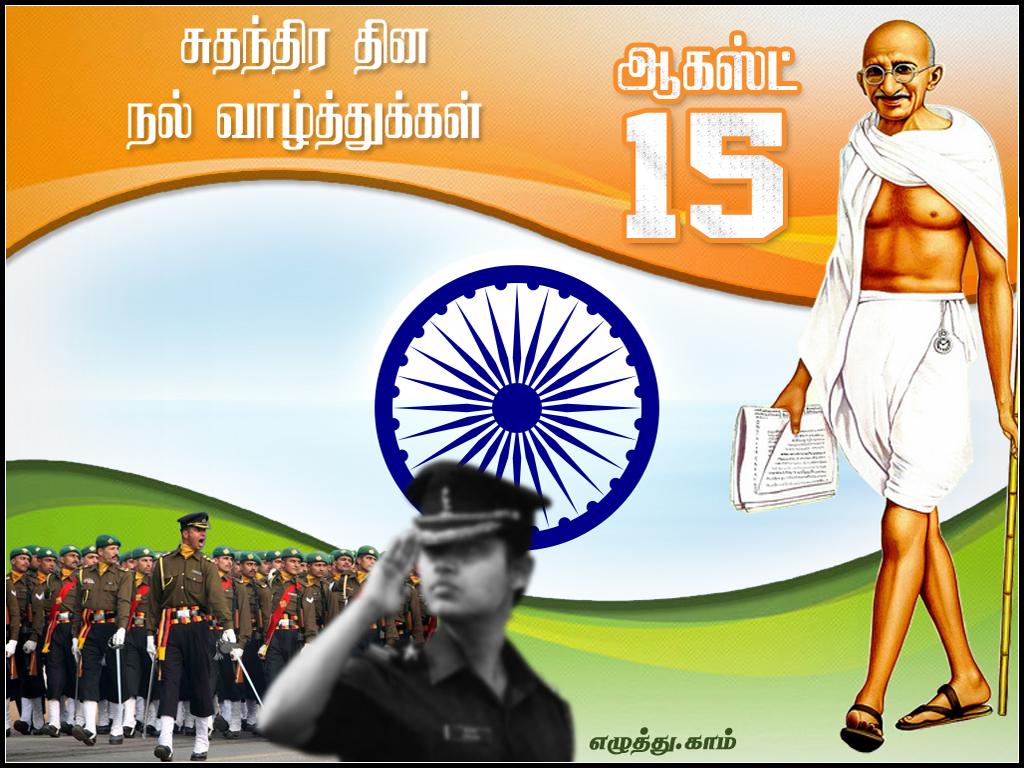 சுதந்திர தின
நல் வாழ்த்துக்கள்
ஆகஸ்ட்
15
எழுத்து.காம்